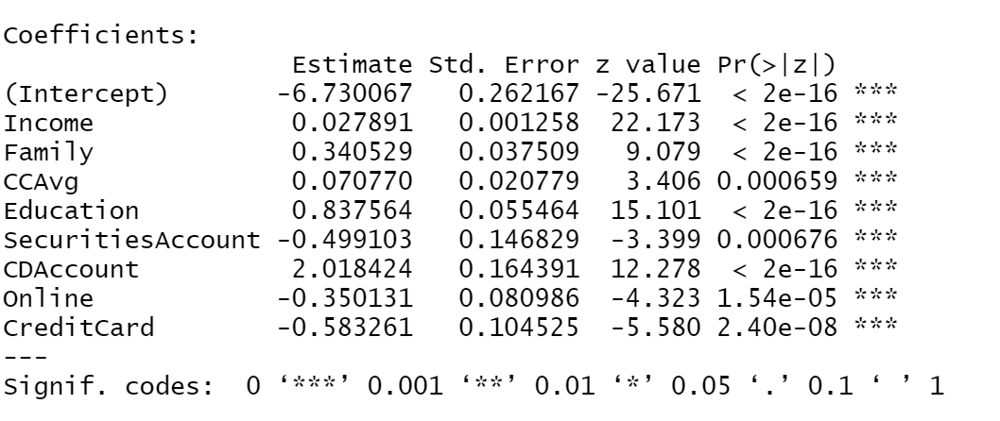 Coefficients:
Estimate Std. Error z value Pr(>|z|)
(Intercept) -6.730067 0.262167 -25.671 < 2e-16 ***
Income 0.027891 0.001258 22.173 < 2e-16 ***
Family 0.340529 0.037509 9.079 < 2e-16 ***
CCAvg 0.070770 0.020779 3.406 0.000659 ***
Education 0.837564 0.055464 15.101 < 2e-16 ***
SecuritiesAccount -0.499103 0.146829 -3.399 0.000676 ***
CDAccount 2.018424 0.164391 12.278 < 2e-16 ***
Online -0.350131 0.080986 -4.323 1.54e-05 ***
CreditCard -0.583261 0.104525 -5.580 2.40e-08 ***
---
Signif. codes: 0 ‘***’ 0.001 ‘**’ 0.01 ‘*’ 0.05 ‘.’ 0.1 ‘ ’ 1